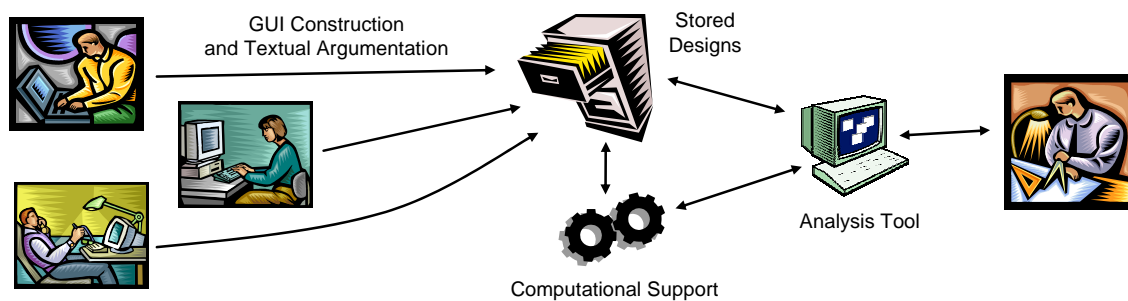 GUI Construction
and Textual Argumentation
Stored
Designs
Analysis Tool
Computational Support